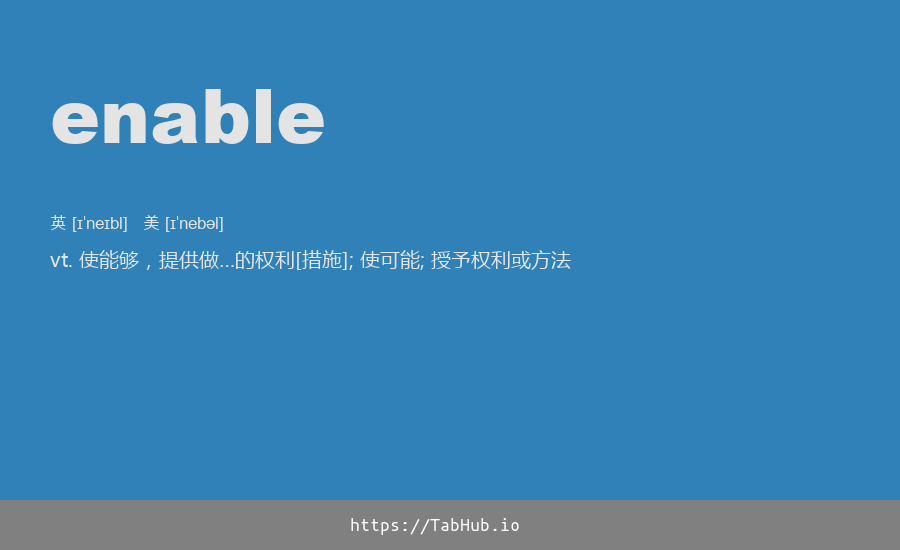 enable
英 [ɪˈneɪbl] 美 [ɪˈnebəl]
vt. 使能够，提供做…的权利[措施]; 使可能; 授予权利或方法
https://TabHub.io